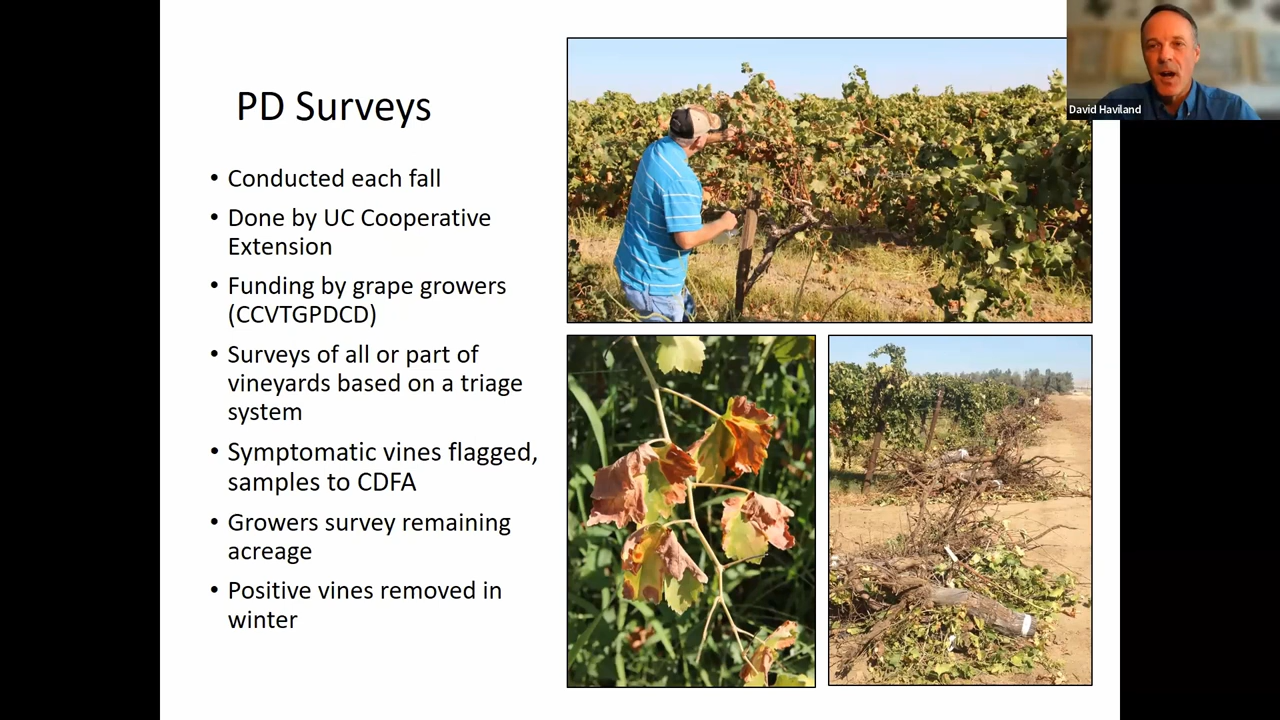 PD Surveys
• Conducted each fall
• Done by UC Cooperative
Extension
• Funding by grape growers
(CCVTGPDCD)
• Surveys of all or part of
vineyards based on a triage
system
• Symptomatic vines flagged,
samples to CDFA
• Growers survey remaining
acreage
• Positive vines removed in
winter
David Haviland